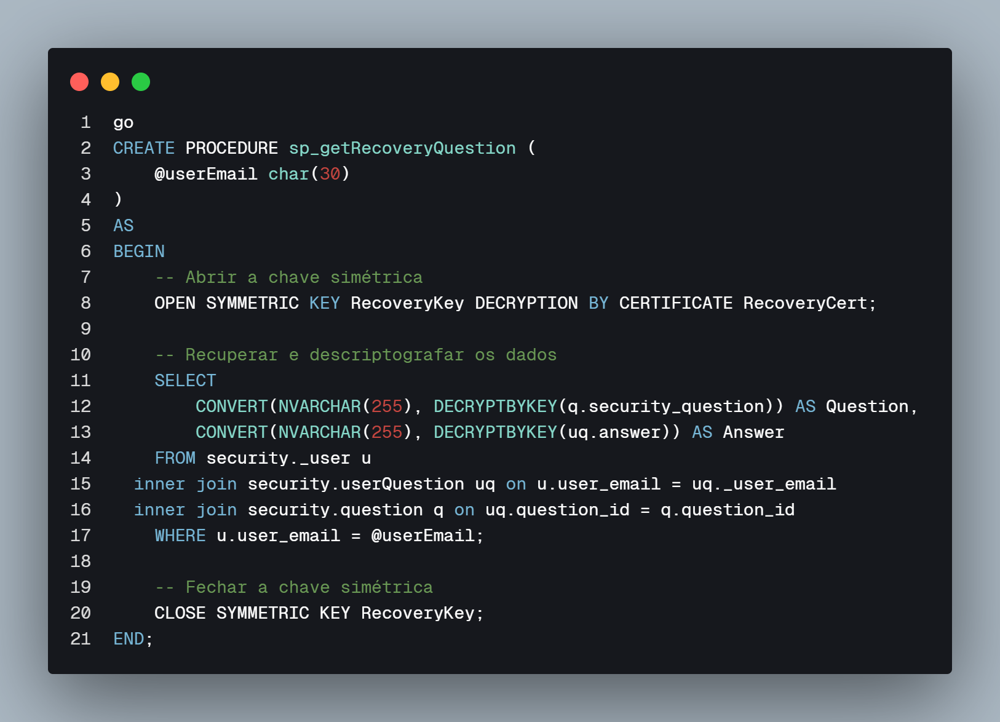 1 go
2 CREATE PROCEDURE sp_getRecoveryQuestion (
3     @userEmail char(30)
4 )
5 AS
6 BEGIN
7     -- Abrir a chave simétrica
8     OPEN SYMMETRIC KEY RecoveryKey DECRYPTION BY CERTIFICATE RecoveryCert;
9
10     -- Recuperar e descriptografar os dados
11     SELECT
12         CONVERT(NVARCHAR(255), DECRYPTBYKEY(q.security_question)) AS Question,
13         CONVERT(NVARCHAR(255), DECRYPTBYKEY(uq.answer)) AS Answer
14     FROM security._user u
15   inner join security.userQuestion uq on u.user_email = uq._user_email
16   inner join security.question q on uq.question_id = q.question_id
17     WHERE u.user_email = @userEmail;
18
19     -- Fechar a chave simétrica
20     CLOSE SYMMETRIC KEY RecoveryKey;
21 END;